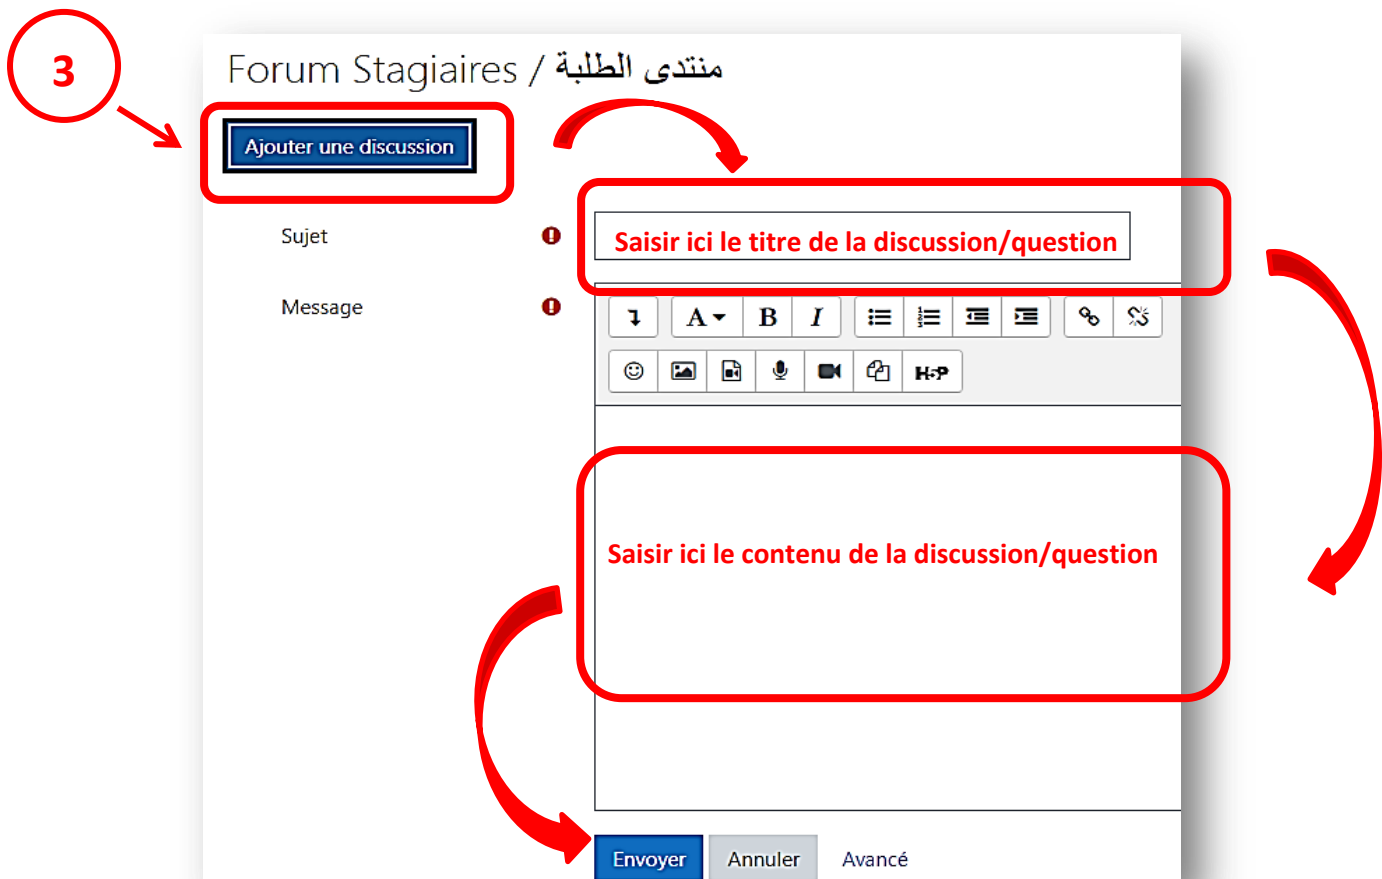 3
Forum Stagiaires / منتدى الطلبة
Ajouter une discussion
Sujet
Saisir ici le titre de la discussion/question
Message
A B I
H-P
Saisir ici le contenu de la discussion/question
Envoyer Annuler Avancé